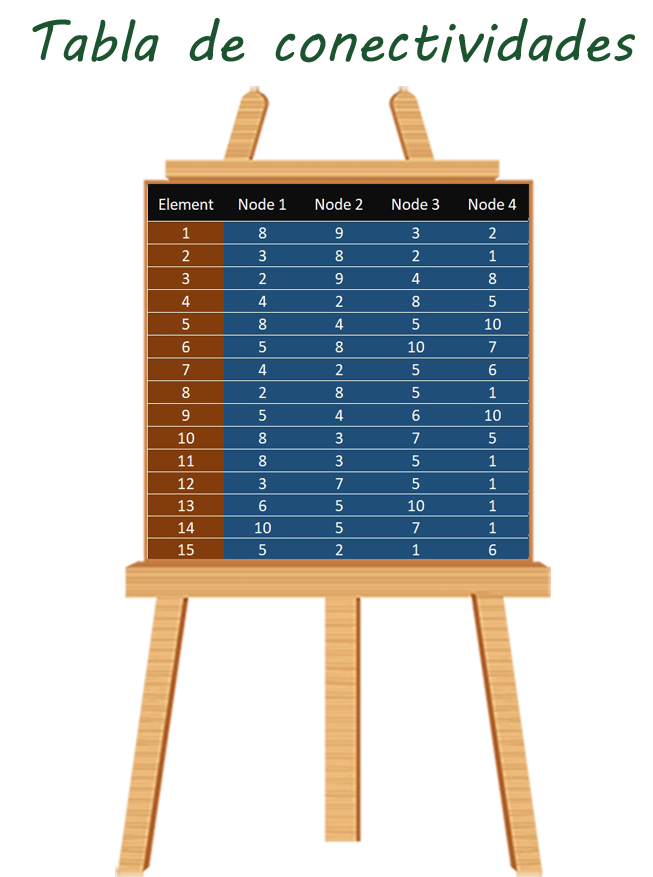 Tabla de conectividades
Element Node 1 Node 2 Node 3 Node 4
1 8 9 3 2
2 3 8 2 1
3 2 9 4 8
4 4 2 8 5
5 8 4 5 10
6 5 8 10 7
7 4 2 5 6
8 2 8 5 1
9 5 4 6 10
10 8 3 7 5
11 8 3 5 1
12 3 7 5 1
13 6 5 10 1
14 10 5 7 1
15 5 2 1 6